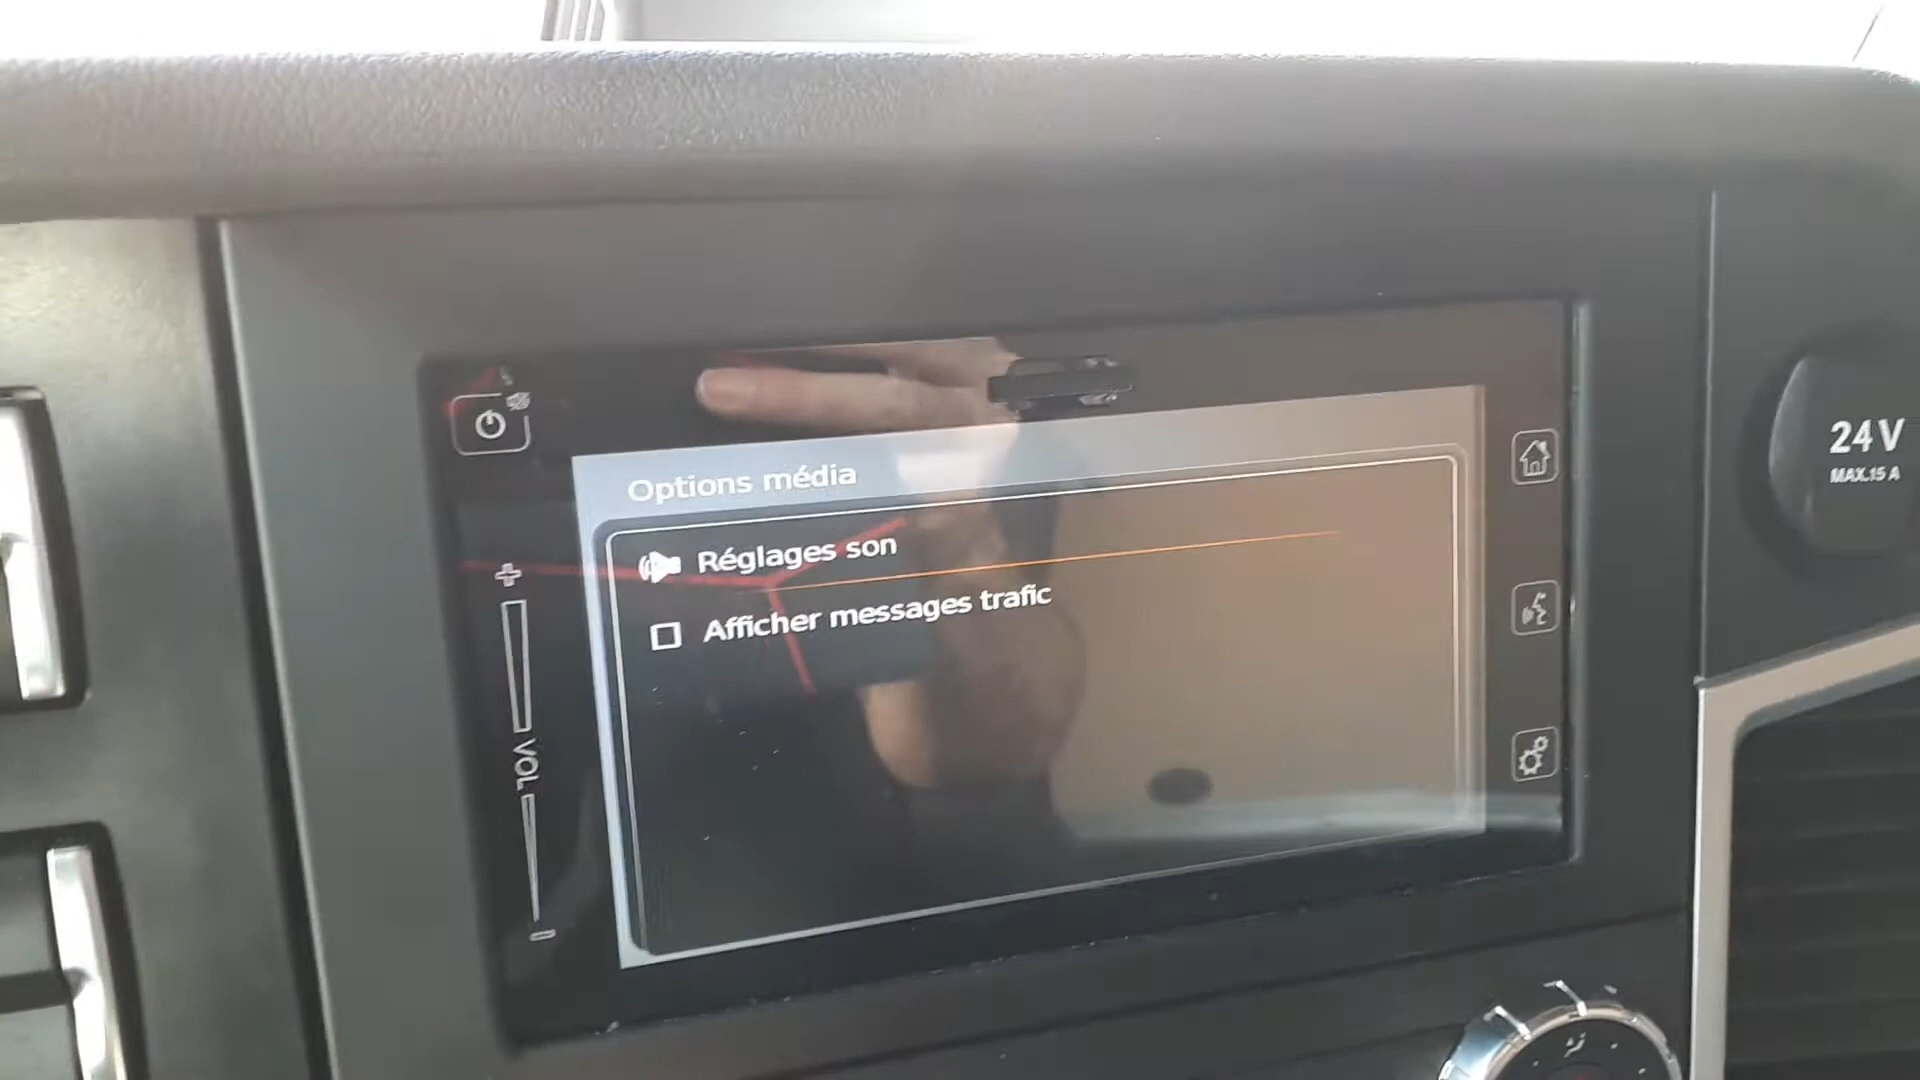 Options média
Réglages son
Afficher messages trafic
VOL
24V
MAX.15 A